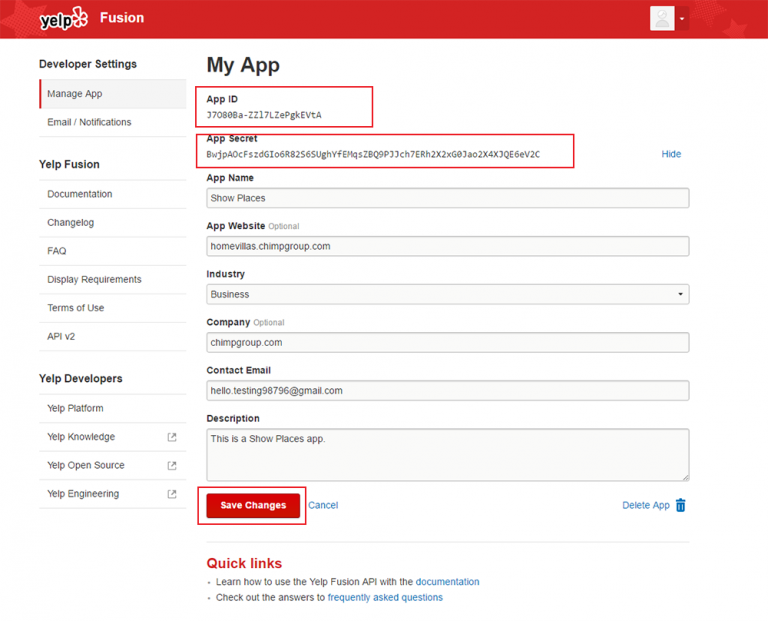 yelp Fusion
Developer Settings
Manage App
Email / Notifications
Yelp Fusion
Documentation
Changelog
FAQ
Display Requirements
Terms of Use
API v2
Yelp Developers
Yelp Platform
Yelp Knowledge
Yelp Open Source
Yelp Engineering
My App
App ID
J7O80Ba-ZZl7LZePgkEVtA
App Secret
BwjpAOcFszdGIo6R82S6SUghYfEMqsZBQ9PJJch7ERh2X2xG0Jao2X4XJQE6eV2C Hide
App Name
Show Places
App Website Optional
homevillas.chimpgroup.com
Industry
Business
Company Optional
chimpgroup.com
Contact Email
hello.testing98796@gmail.com
Description
This is a Show Places app.
Save Changes Cancel Delete App
Quick links
Learn how to use the Yelp Fusion API with the documentation
Check out the answers to frequently asked questions